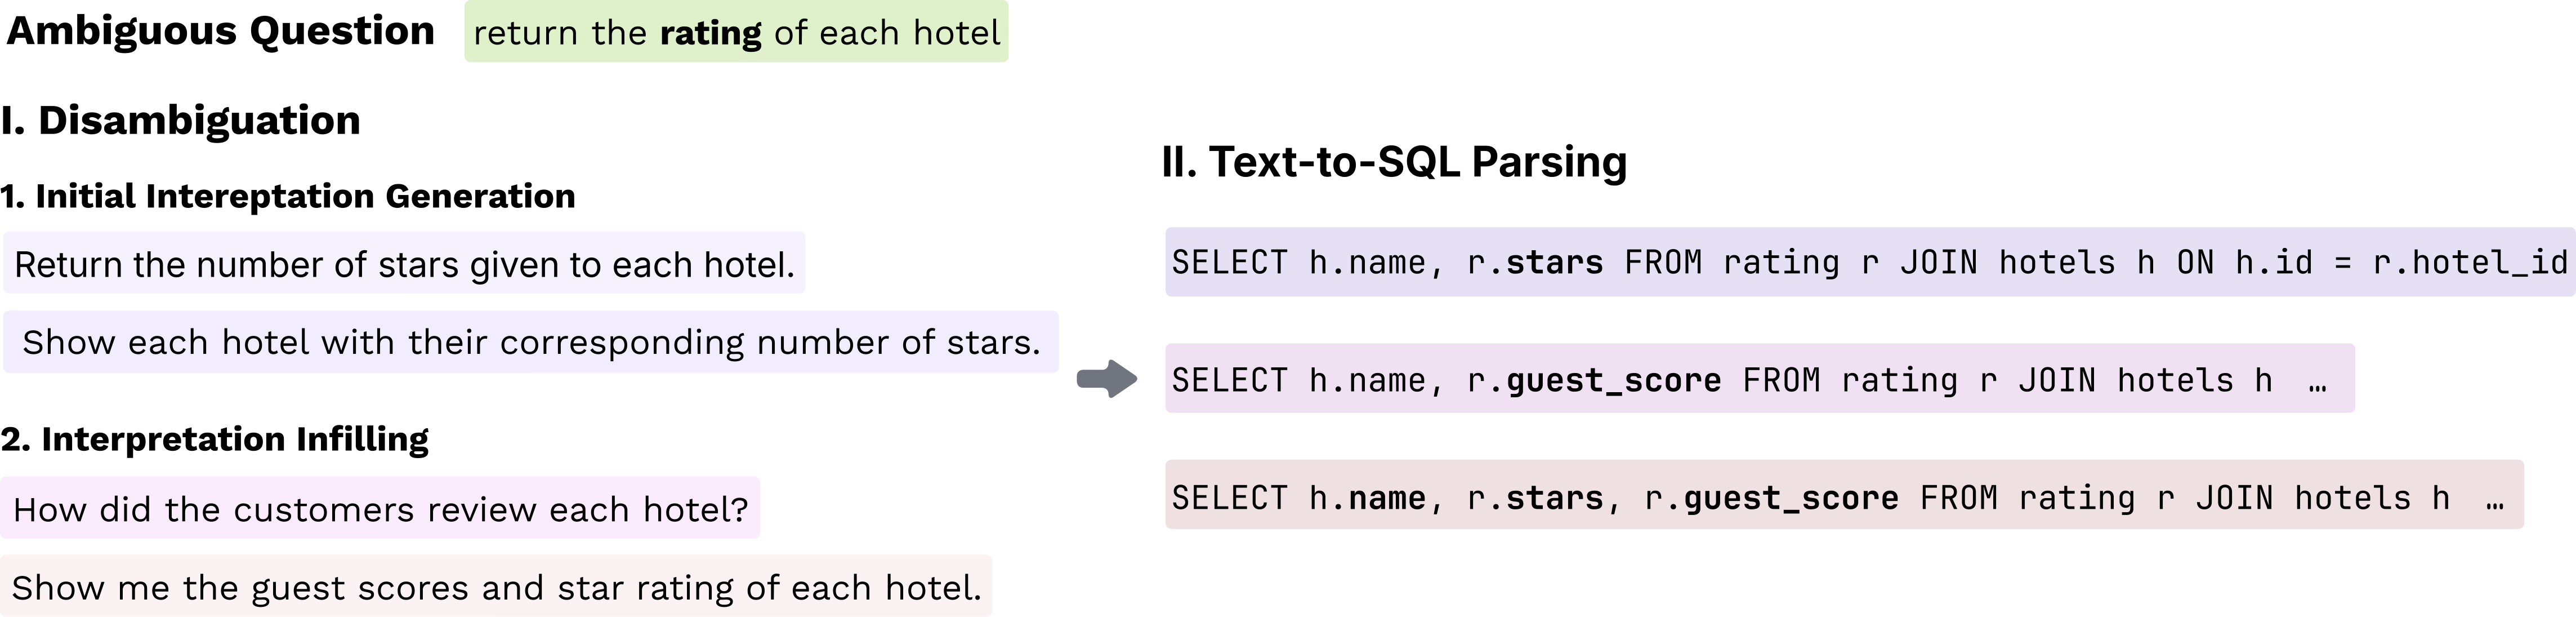 Ambiguous Question return the rating of each hotel
I. Disambiguation
1. Initial Intereptation Generation
Return the number of stars given to each hotel.
Show each hotel with their corresponding number of stars.
2. Interpretation Infilling
How did the customers review each hotel?
Show me the guest scores and star rating of each hotel.
II. Text-to-SQL Parsing
SELECT h.name, r.stars FROM rating r JOIN hotels h ON h.id = r.hotel_id
SELECT h.name, r.guest_score FROM rating r JOIN hotels h …
SELECT h.name, r.stars, r.guest_score FROM rating r JOIN hotels h …